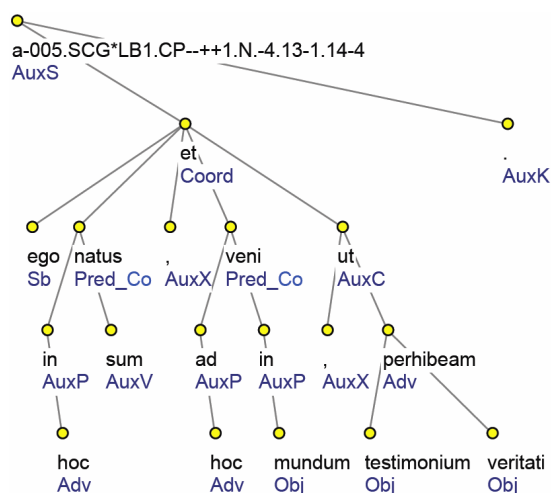 a-005.SCG*LB1.CP--++1.N.-4.13-1.14-4
AuxS
et .
Coord AuxK
ego natus , veni ut
Sb Pred_Co AuxX Pred_Co AuxC
in sum ad in , perhibeam
AuxP AuxV AuxP AuxP AuxX Adv
hoc hoc mundum testimonium veritati
Adv Adv Obj Obj Obj